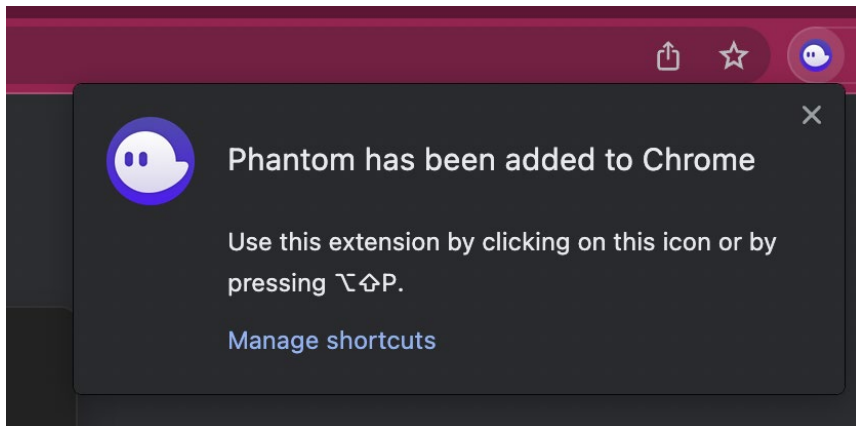 Phantom has been added to Chrome
Use this extension by clicking on this icon or by
pressing ⌥⇧P.
Manage shortcuts